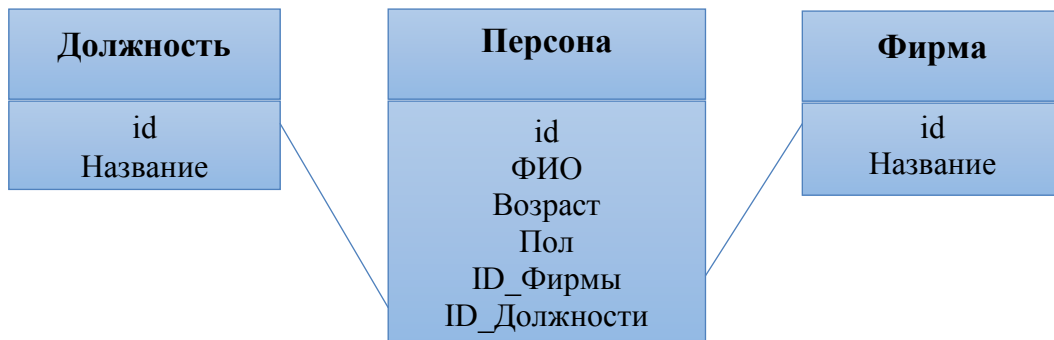 Должность
id
Название
Персона
id
ФИО
Возраст
Пол
ID_Фирмы
ID_Должности
Фирма
id
Название